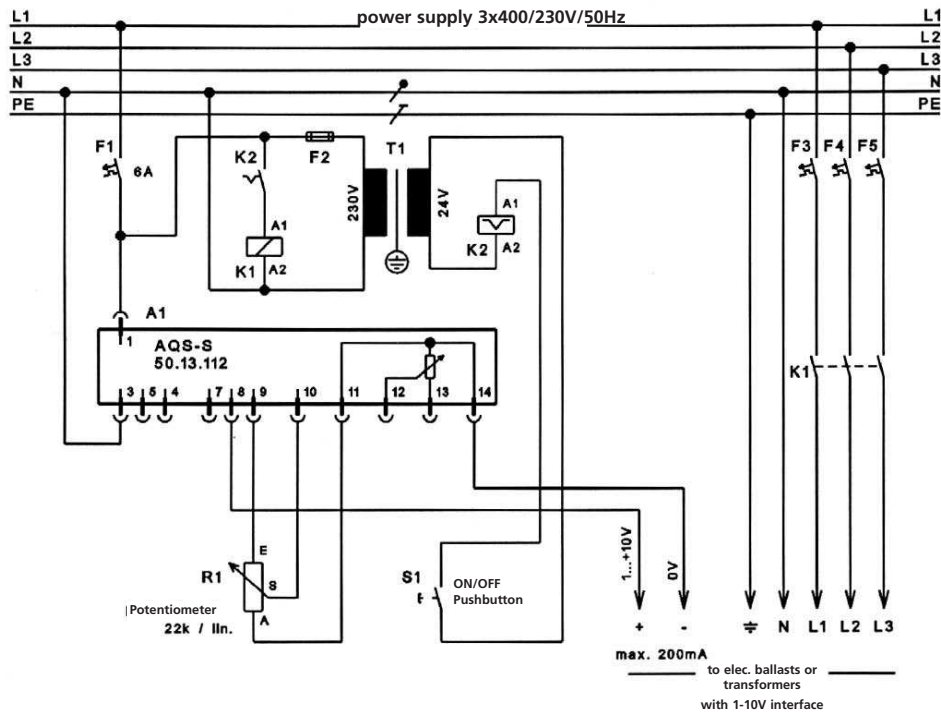 power supply 3x400/230V/50Hz
L1 L1
L2 L2
L3 L3
N N
PE PE
F1
6A
K2
F2
T1
F3 F4 F5
230V
24V
A1
K1 A2
A1
K2 A2
A1
1
AQS-S
50.13.112
3 5 4 7 8 9 10 11 12 13 14
K1
E
R1
S
A
Potentiometer
22k / lin.
S1
ON/OFF
Pushbutton
1...+10V
0V
+ - N L1 L2 L3
max. 200mA
to elec. ballasts or
transformers
with 1-10V interface